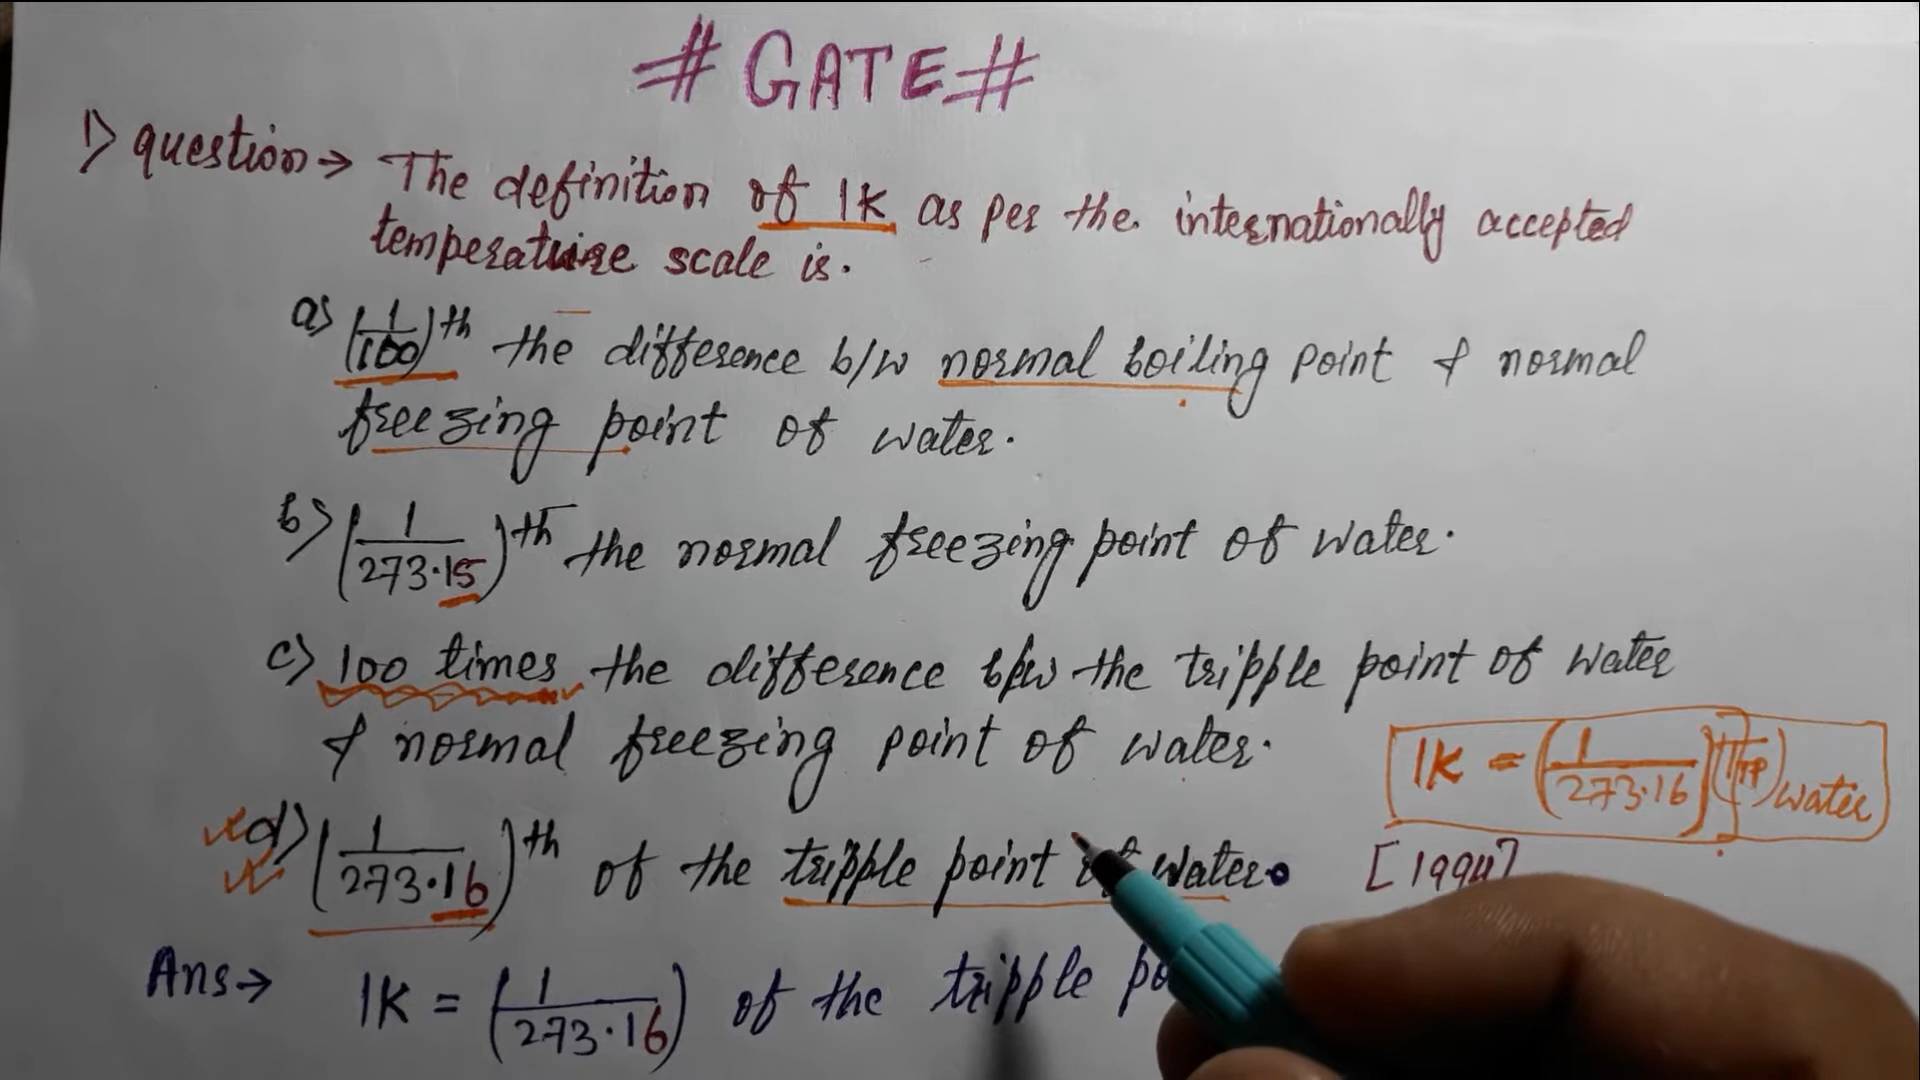 # GATE #
1> question → The definition of 1K as per the internationally accepted
temperature scale is.
a) (1/100)th the difference b/w normal boiling point & normal
freezing point of water.
b) (1/273.15)th the normal freezing point of water.
c) 100 times the difference b/w the tripple point of water
& normal freezing point of water.
1K = (1/273.16)(TTP)water
d) (1/273.16)th of the tripple point of water.
[1994]
Ans → 1K = (1/273.16) of the tripple